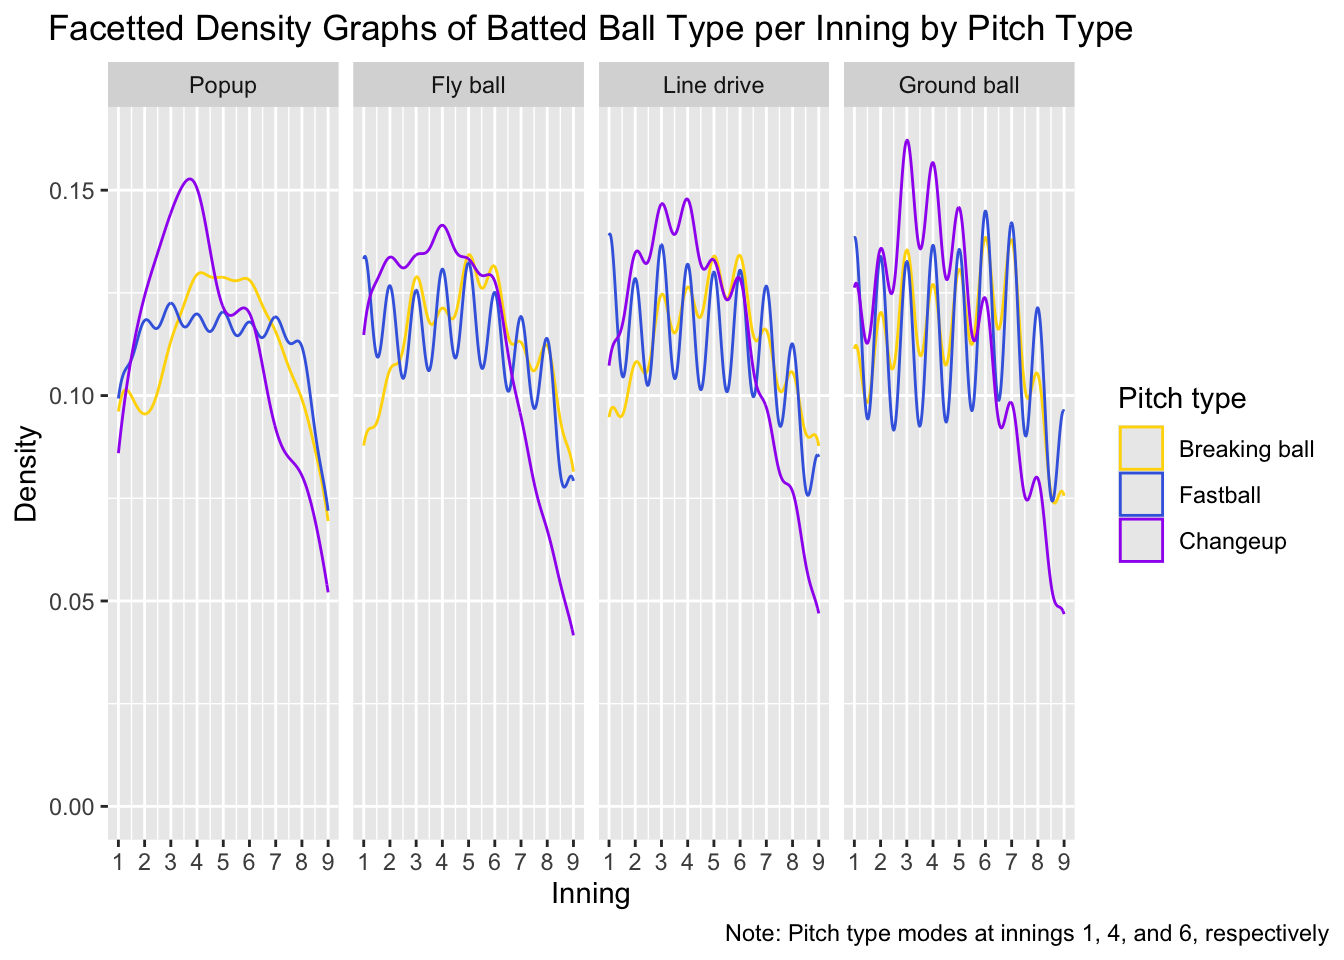 Facetted Density Graphs of Batted Ball Type per Inning by Pitch Type
Popup
Fly ball
Line drive
Ground ball
0.15
0.10
0.05
0.00
Density
1 2 3 4 5 6 7 8 9
1 2 3 4 5 6 7 8 9
1 2 3 4 5 6 7 8 9
1 2 3 4 5 6 7 8 9
Inning
Pitch type
Breaking ball
Fastball
Changeup
Note: Pitch type modes at innings 1, 4, and 6, respectively